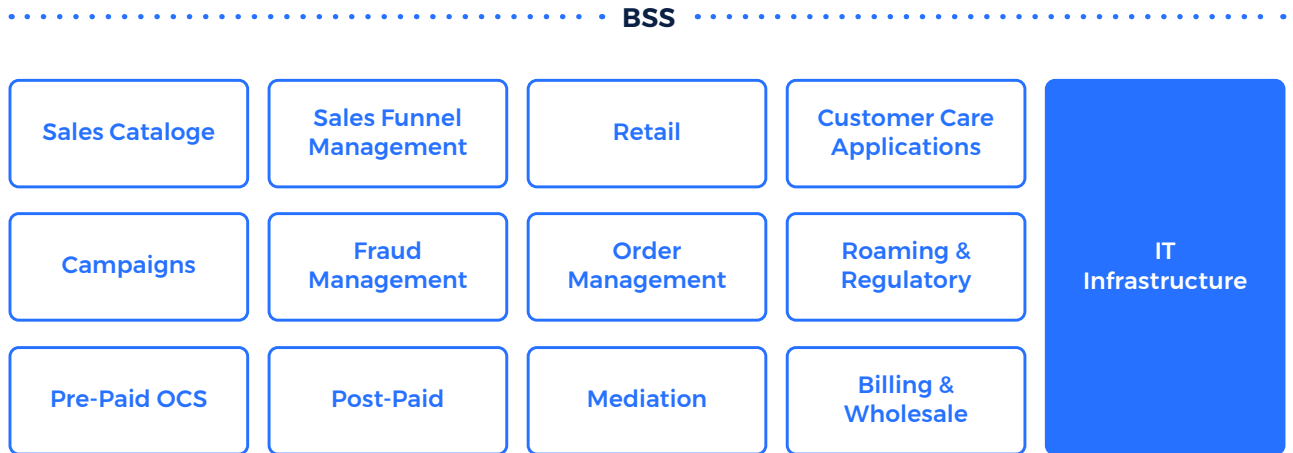 BSS
Sales Cataloge
Sales Funnel
Management
Retail
Customer Care
Applications
Campaigns
Fraud
Management
Order
Management
Roaming &
Regulatory
IT
Infrastructure
Pre-Paid OCS
Post-Paid
Mediation
Billing &
Wholesale